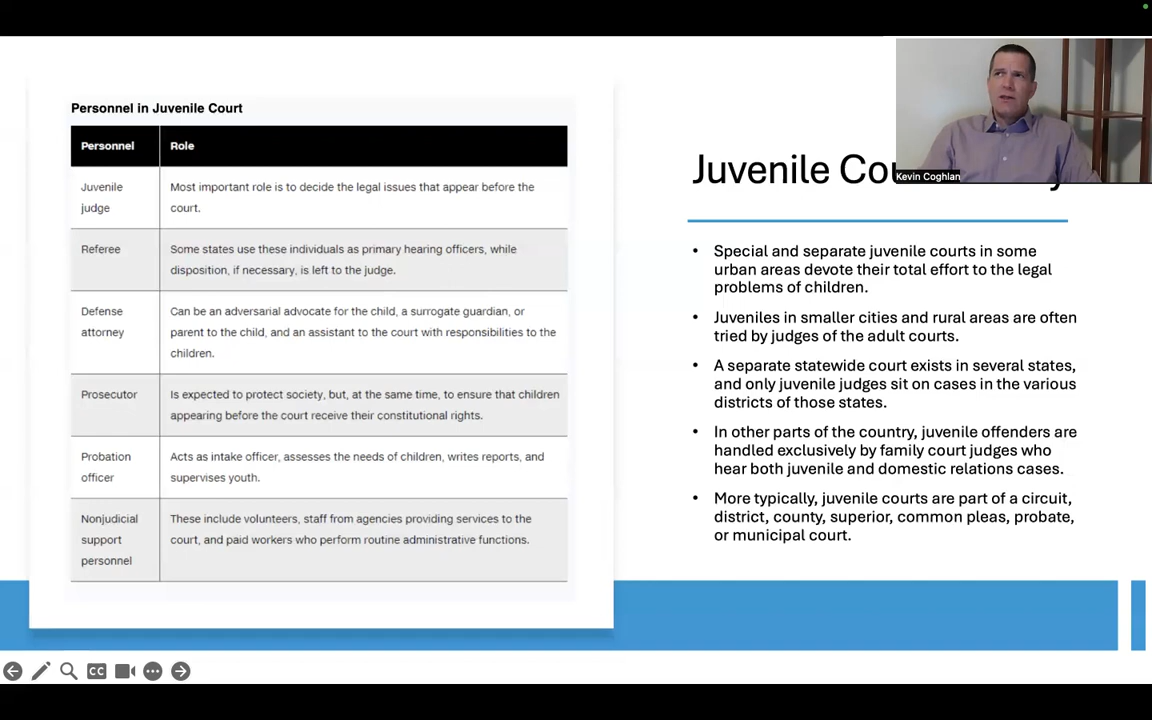 Personnel in Juvenile Court
Personnel Role
Juvenile Most important role is to decide the legal issues that appear before the
judge court.
Referee Some states use these individuals as primary hearing officers, while
disposition, if necessary, is left to the judge.
Defense Can be an adversarial advocate for the child, a surrogate guardian, or
attorney parent to the child, and an assistant to the court with responsibilities to the
children.
Prosecutor Is expected to protect society, but, at the same time, to ensure that children
appearing before the court receive their constitutional rights.
Probation Acts as intake officer, assesses the needs of children, writes reports, and
officer supervises youth.
Nonjudicial These include volunteers, staff from agencies providing services to the
support court, and paid workers who perform routine administrative functions.
personnel
Kevin Coghlan
Juvenile
• Special and separate juvenile courts in some
urban areas devote their total effort to the legal
problems of children.
• Juveniles in smaller cities and rural areas are often
tried by judges of the adult courts.
• A separate statewide court exists in several states,
and only juvenile judges sit on cases in the various
districts of those states.
• In other parts of the country, juvenile offenders are
handled exclusively by family court judges who
hear both juvenile and domestic relations cases.
• More typically, juvenile courts are part of a circuit,
district, county, superior, common pleas, probate,
or municipal court.
CC